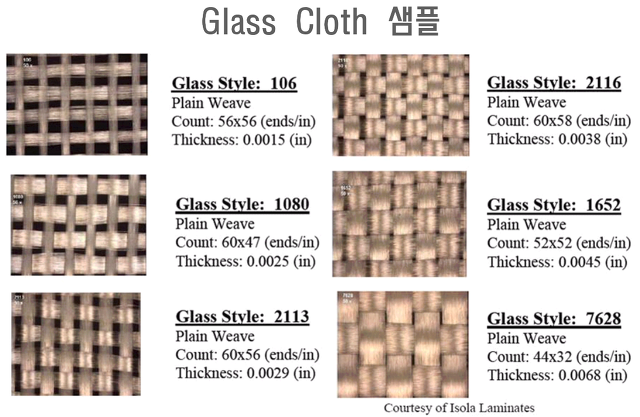 Glass Cloth 샘플
Glass Style: 106
Plain Weave
Count: 56x56 (ends/in)
Thickness: 0.0015 (in)
Glass Style: 2116
Plain Weave
Count: 60x58 (ends/in)
Thickness: 0.0038 (in)
Glass Style: 1080
Plain Weave
Count: 60x47 (ends/in)
Thickness: 0.0025 (in)
Glass Style: 1652
Plain Weave
Count: 52x52 (ends/in)
Thickness: 0.0045 (in)
Glass Style: 2113
Plain Weave
Count: 60x56 (ends/in)
Thickness: 0.0029 (in)
Glass Style: 7628
Plain Weave
Count: 44x32 (ends/in)
Thickness: 0.0068 (in)
Courtesy of Isola Laminates